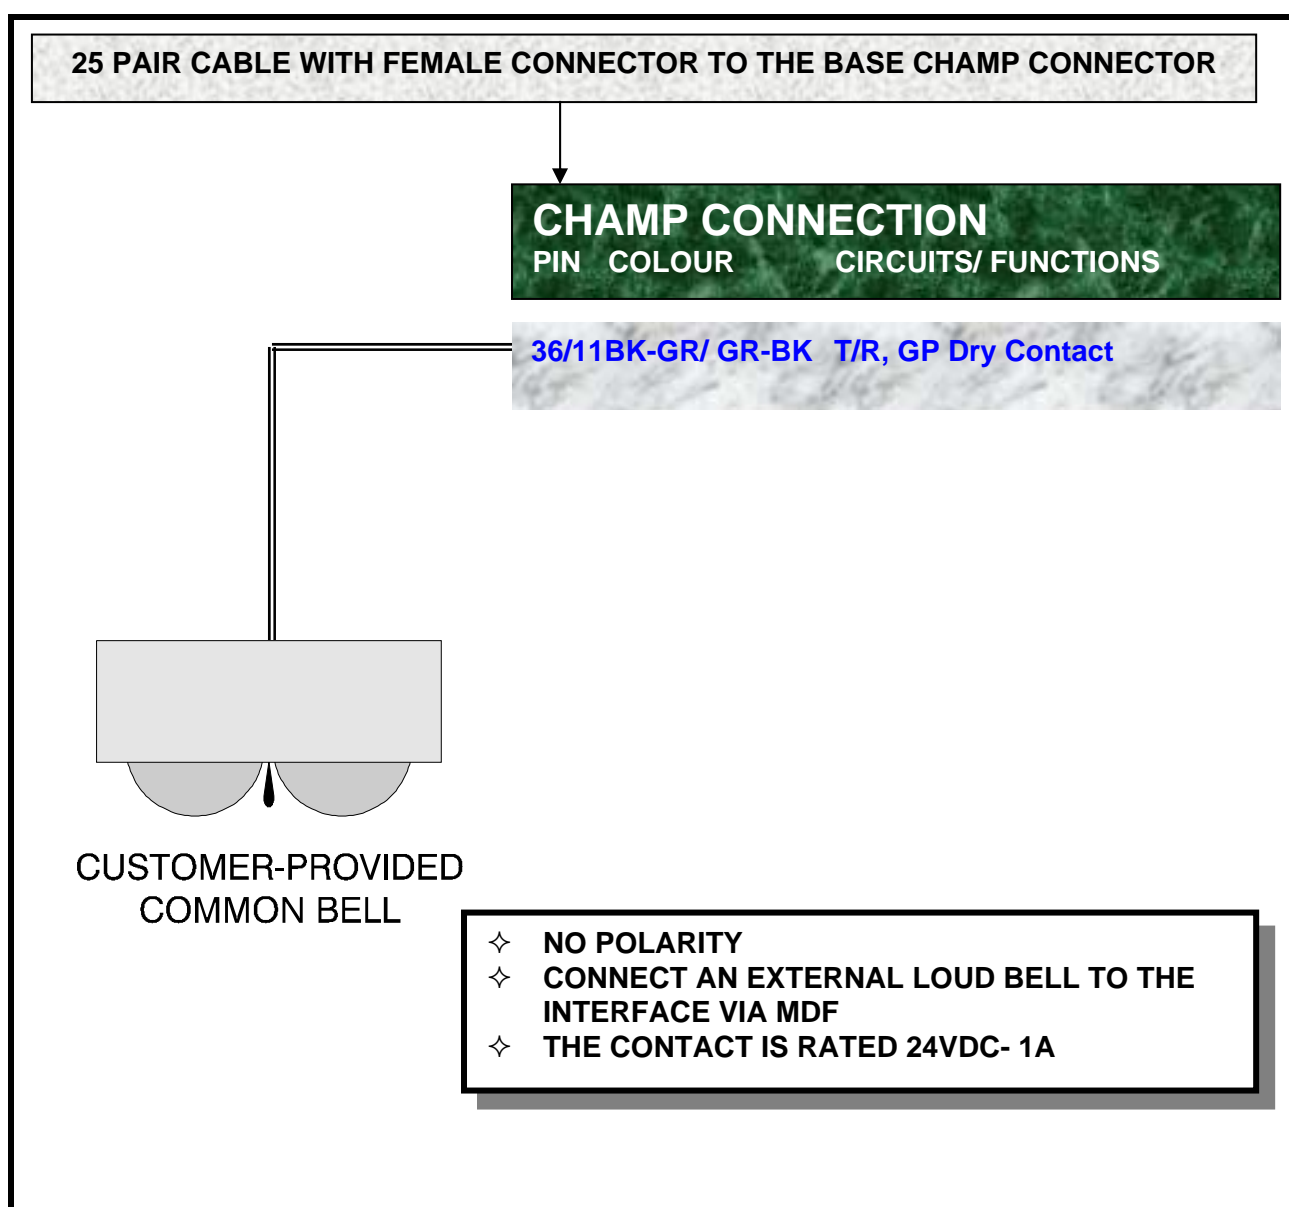 25 PAIR CABLE WITH FEMALE CONNECTOR TO THE BASE CHAMP CONNECTOR
CHAMP CONNECTION
PIN COLOUR CIRCUITS/ FUNCTIONS
36/11BK-GR/ GR-BK T/R, GP Dry Contact
CUSTOMER-PROVIDED
COMMON BELL
✧ NO POLARITY
✧ CONNECT AN EXTERNAL LOUD BELL TO THE
INTERFACE VIA MDF
✧ THE CONTACT IS RATED 24VDC- 1A